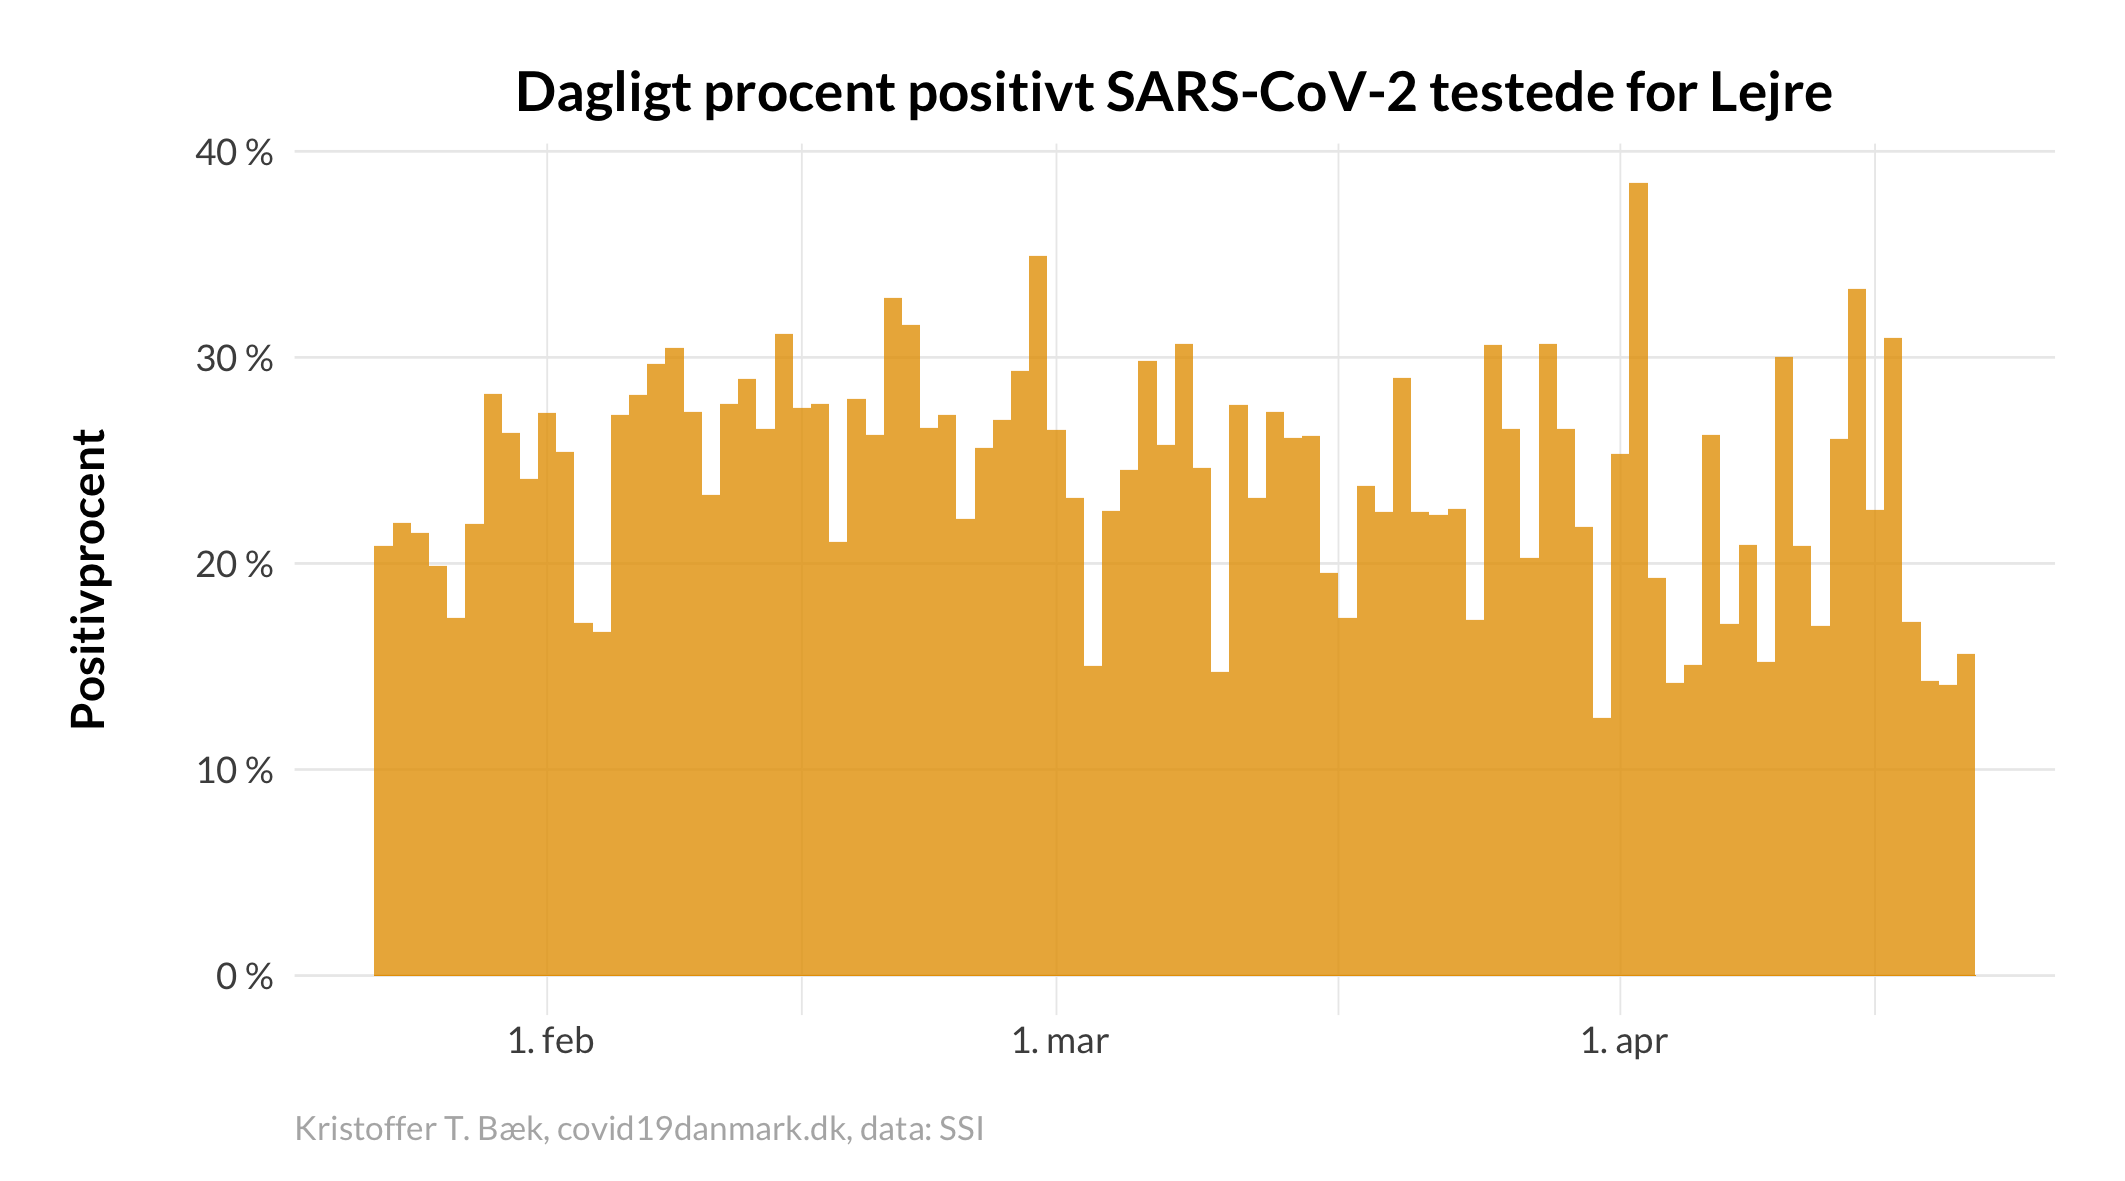 Dagligt procent positivt SARS-CoV-2 testede for Lejre
40 %
30 %
20 %
10 %
0 %
Positivprocent
1. feb
1. mar
1. apr
Kristoffer T. Bæk, covid19danmark.dk, data: SSI